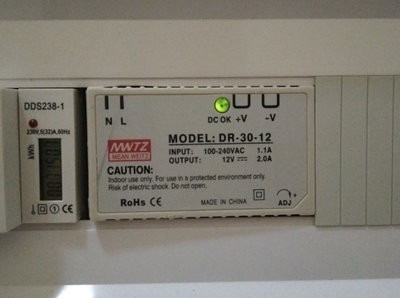 DDS238-1
230V,5(32)A,50Hz
kWh
N L
DC OK +V -V
MWTZ
MEAN WEITZ
MODEL: DR-30-12
INPUT: 100-240VAC 1.1A
OUTPUT: 12V 2.0A
CAUTION:
Indoor use only. For use in a protected environment only.
Risk of electric shock. Do not open.
RoHs CE
MADE IN CHINA
ADJ +
CE